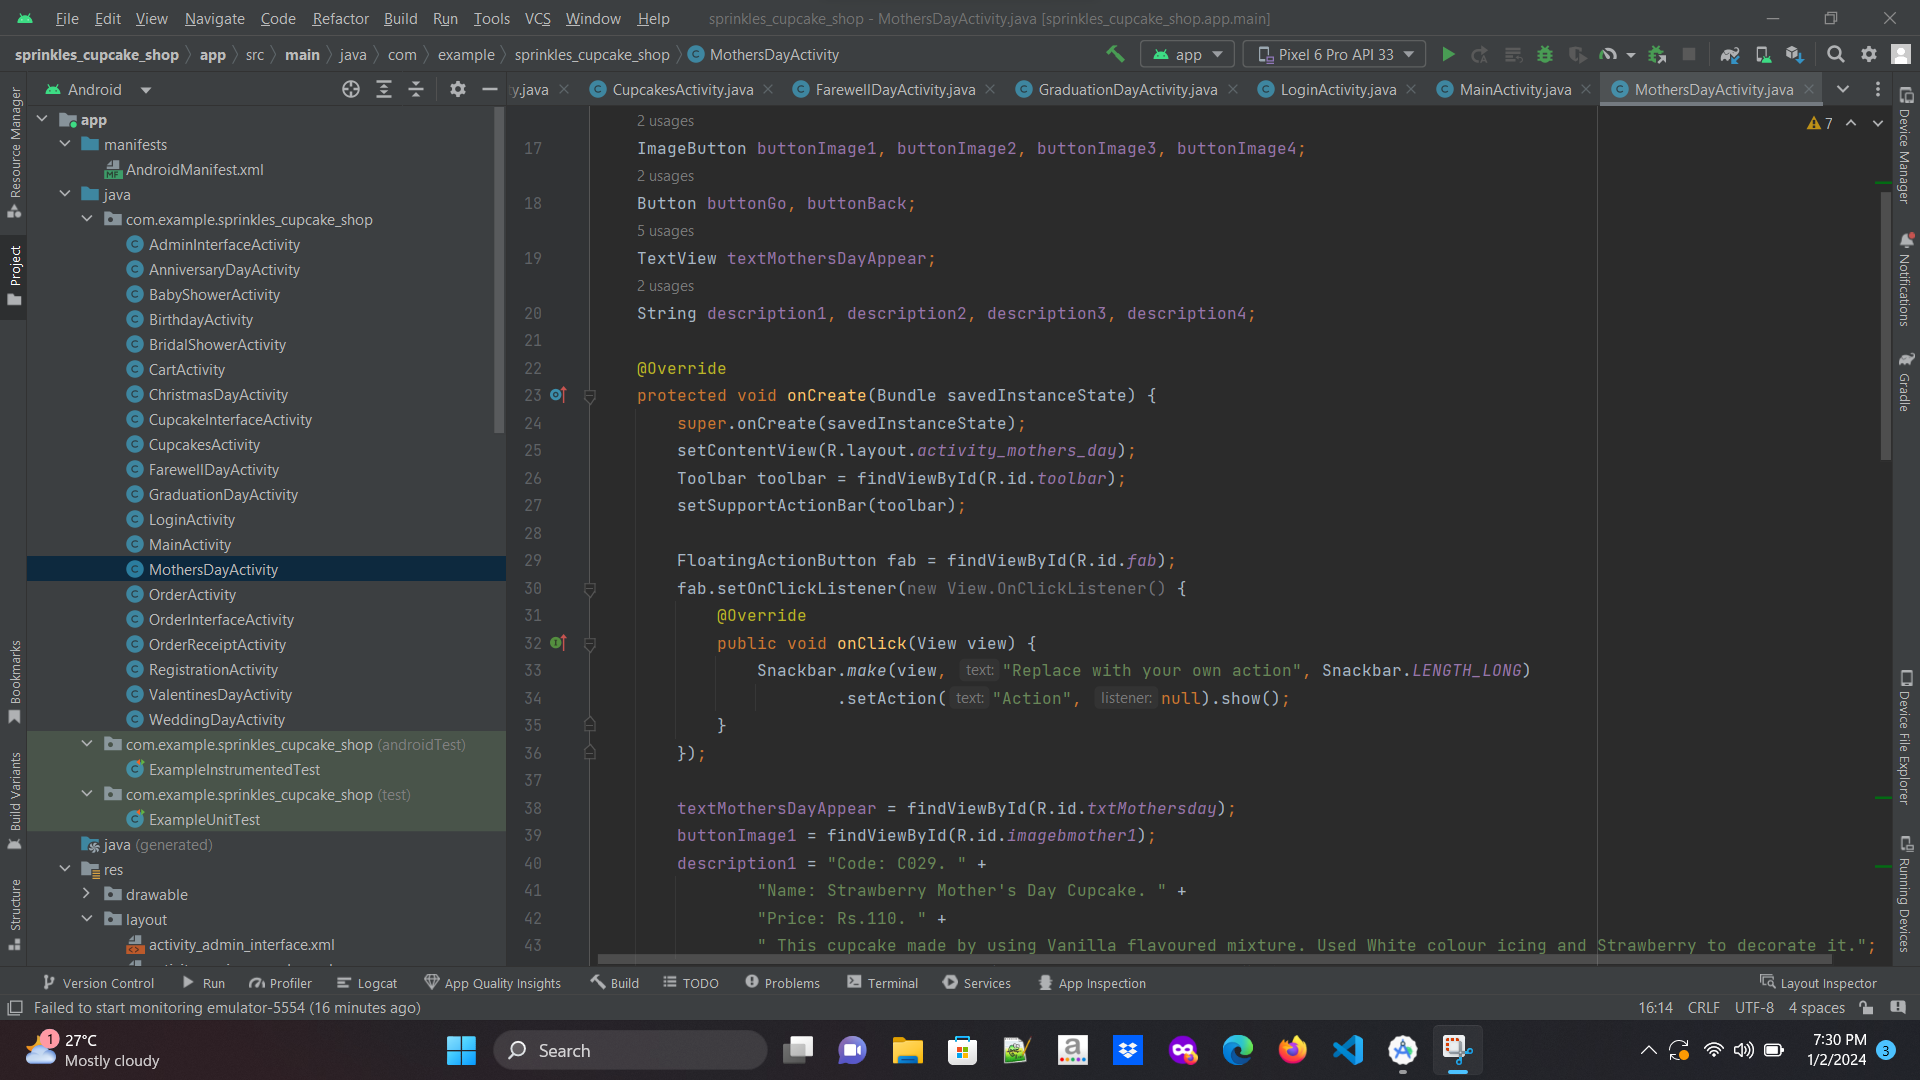 File Edit View Navigate Code Refactor Build Run Tools VCS Window Help sprinkles_cupcake_shop - MothersDayActivity.java [sprinkles_cupcake_shop.app.main]
sprinkles_cupcake_shop app src main java com example sprinkles_cupcake_shop MothersDayActivity app Pixel 6 Pro API 33
Android
y.java CupcakesActivity.java FarewellDayActivity.java GraduationDayActivity.java LoginActivity.java MainActivity.java MothersDayActivity.java
Resource Manager
Project
Bookmarks
Build Variants
Structure
app
manifests
AndroidManifest.xml
java
com.example.sprinkles_cupcake_shop
AdminInterfaceActivity
AnniversaryDayActivity
BabyShowerActivity
BirthdayActivity
BridalShowerActivity
CartActivity
ChristmasDayActivity
CupcakeInterfaceActivity
CupcakesActivity
FarewellDayActivity
GraduationDayActivity
LoginActivity
MainActivity
MothersDayActivity
OrderActivity
OrderInterfaceActivity
OrderReceiptActivity
RegistrationActivity
ValentinesDayActivity
WeddingDayActivity
com.example.sprinkles_cupcake_shop (androidTest)
ExampleInstrumentedTest
com.example.sprinkles_cupcake_shop (test)
ExampleUnitTest
java (generated)
res
drawable
layout
activity_admin_interface.xml
7
2 usages
17 ImageButton buttonImage1, buttonImage2, buttonImage3, buttonImage4;
2 usages
18 Button buttonGo, buttonBack;
5 usages
19 TextView textMothersDayAppear;
2 usages
20 String description1, description2, description3, description4;
21
22 @Override
23 protected void onCreate(Bundle savedInstanceState) {
24 super.onCreate(savedInstanceState);
25 setContentView(R.layout.activity_mothers_day);
26 Toolbar toolbar = findViewById(R.id.toolbar);
27 setSupportActionBar(toolbar);
28
29 FloatingActionButton fab = findViewById(R.id.fab);
30 fab.setOnClickListener(new View.OnClickListener() {
31 @Override
32 public void onClick(View view) {
33 Snackbar.make(view, text: "Replace with your own action", Snackbar.LENGTH_LONG)
34 .setAction( text: "Action", listener: null).show();
35 }
36 });
37
38 textMothersDayAppear = findViewById(R.id.txtMothersday);
39 buttonImage1 = findViewById(R.id.imagebmother1);
40 description1 = "Code: C029. " +
41 "Name: Strawberry Mother's Day Cupcake. " +
42 "Price: Rs.110. " +
43 " This cupcake made by using Vanilla flavoured mixture. Used White colour icing and Strawberry to decorate it.";
Device Manager
Notifications
Gradle
Device File Explorer
Running Devices
Version Control Run Profiler Logcat App Quality Insights Build TODO Problems Terminal Services App Inspection Layout Inspector
Failed to start monitoring emulator-5554 (16 minutes ago) 16:14 CRLF UTF-8 4 spaces
1 27°C
Mostly cloudy
Search
a
7:30 PM
1/2/2024
3